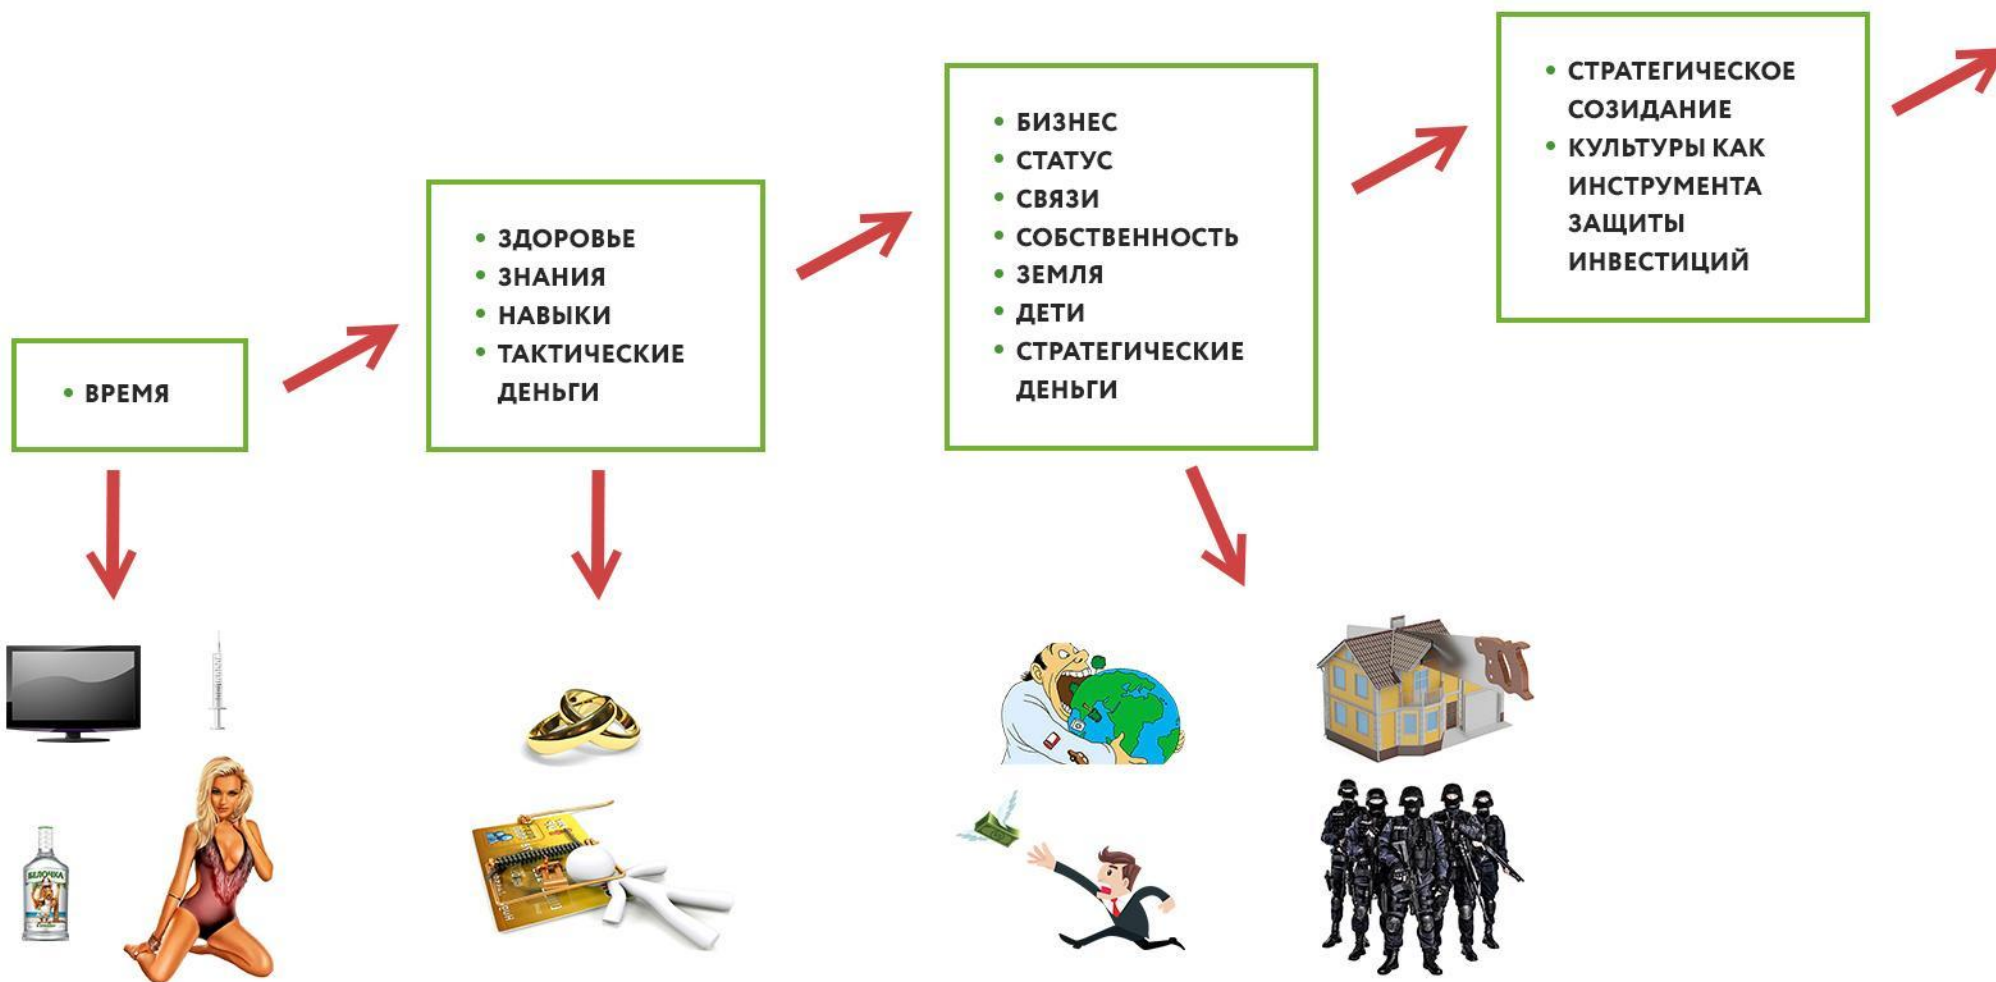 ВРЕМЯ
ЗДОРОВЬЕ
ЗНАНИЯ
НАВЫКИ
ТАКТИЧЕСКИЕ
ДЕНЬГИ
БИЗНЕС
СТАТУС
СВЯЗИ
СОБСТВЕННОСТЬ
ЗЕМЛЯ
ДЕТИ
СТРАТЕГИЧЕСКИЕ
ДЕНЬГИ
СТРАТЕГИЧЕСКОЕ
СОЗИДАНИЕ
КУЛЬТУРЫ КАК
ИНСТРУМЕНТА
ЗАЩИТЫ
ИНВЕСТИЦИЙ
БЕЛОЧКА